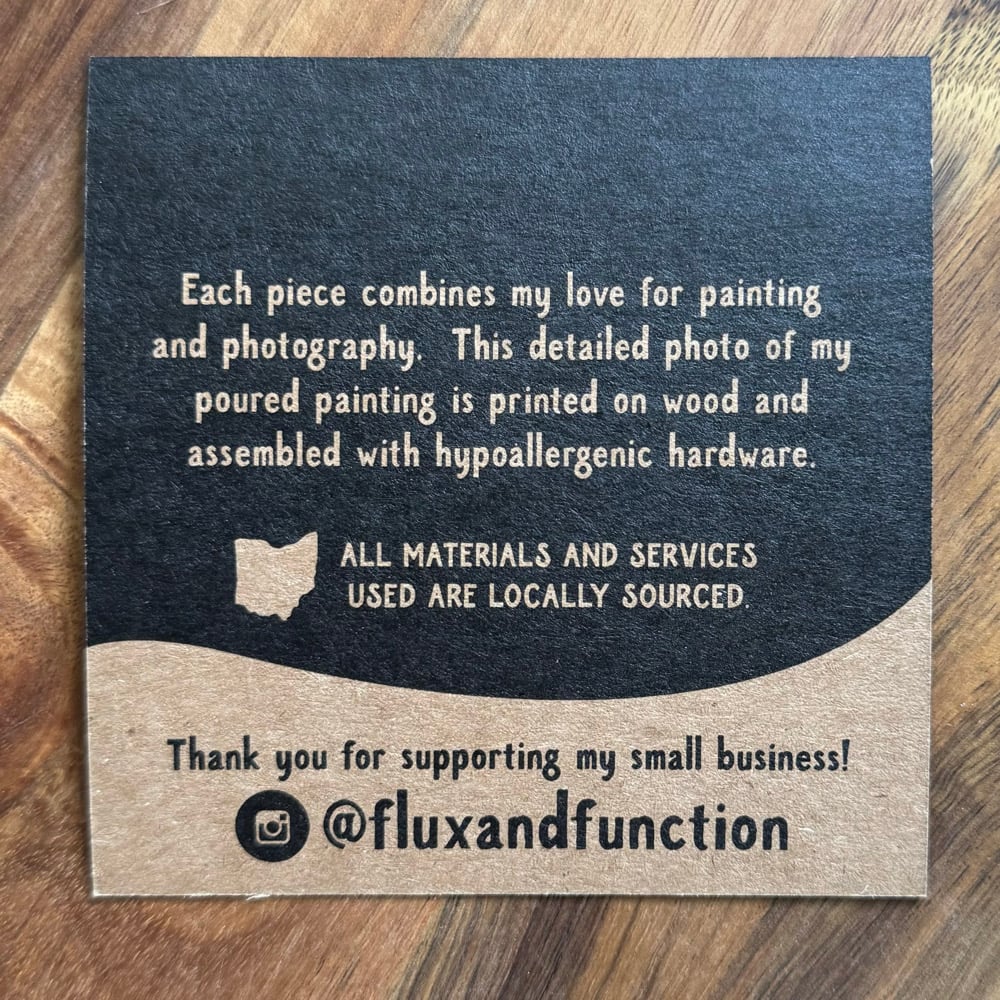 Each piece combines my love for painting
and photography. This detailed photo of my
poured painting is printed on wood and
assembled with hypoallergenic hardware.
ALL MATERIALS AND SERVICES
USED ARE LOCALLY SOURCED.
Thank you for supporting my small business!
@fluxandfunction